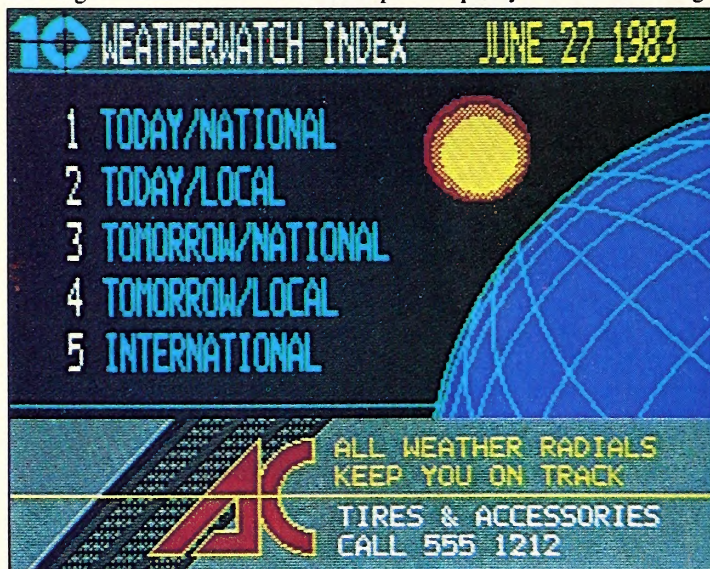 10 WEATHERWATCH INDEX JUNE 27 1983
1 TODAY/NATIONAL
2 TODAY/LOCAL
3 TOMORROW/NATIONAL
4 TOMORROW/LOCAL
5 INTERNATIONAL
AC
ALL WEATHER RADIALS
KEEP YOU ON TRACK
TIRES & ACCESSORIES
CALL 555 1212